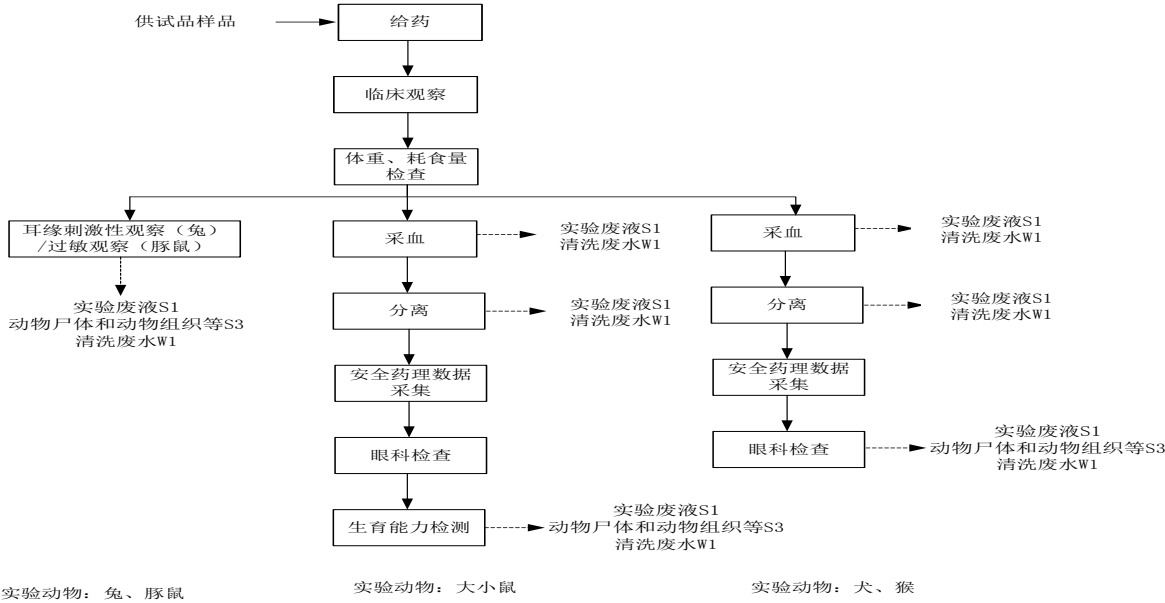 供试品样品
给药
临床观察
体重、耗食量
检查
耳缘刺激性观察（兔）
/过敏观察（豚鼠）
实验废液S1
动物尸体和动物组织等S3
清洗废水W1
采血
实验废液S1
清洗废水W1
分离
实验废液S1
清洗废水W1
安全药理数据
采集
眼科检查
生育能力检测
实验废液S1
动物尸体和动物组织等S3
清洗废水W1
采血
实验废液S1
清洗废水W1
分离
实验废液S1
清洗废水W1
安全药理数据
采集
眼科检查
实验废液S1
动物尸体和动物组织等S3
清洗废水W1
实验动物：兔、豚鼠
实验动物：大小鼠
实验动物：犬、猴